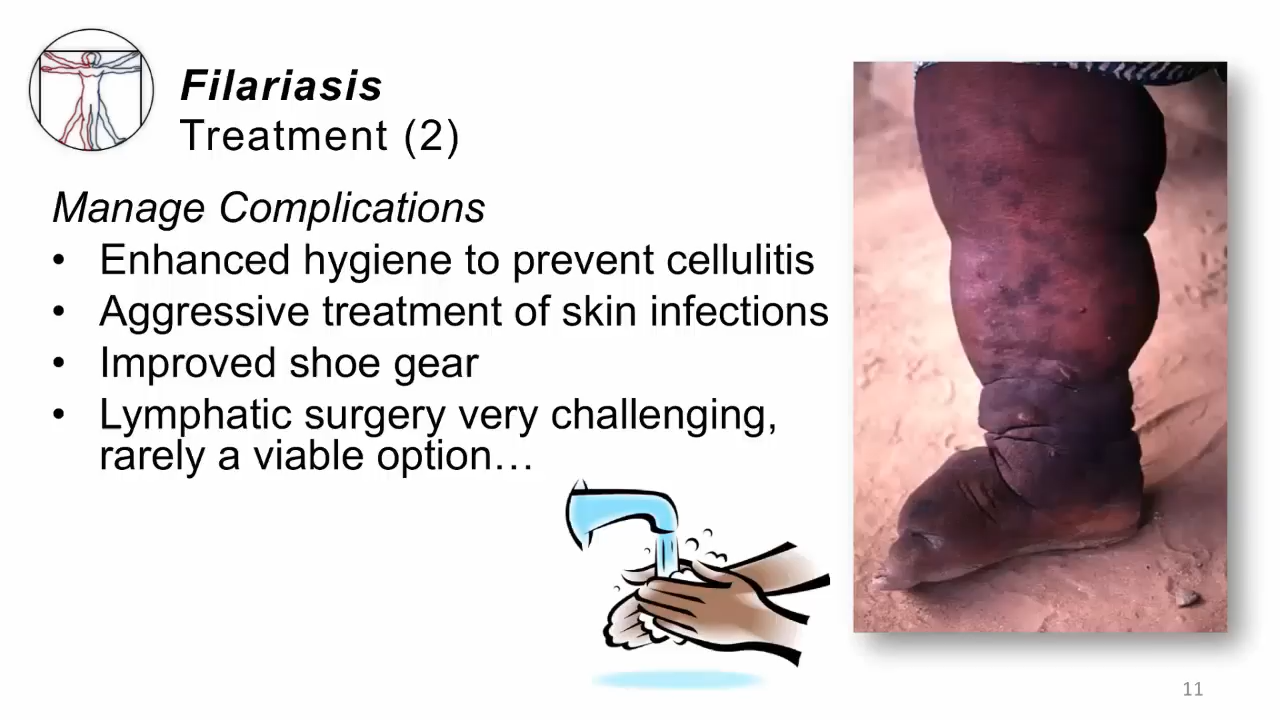 Filariasis
Treatment (2)
Manage Complications
• Enhanced hygiene to prevent cellulitis
• Aggressive treatment of skin infections
• Improved shoe gear
• Lymphatic surgery very challenging,
rarely a viable option…
11